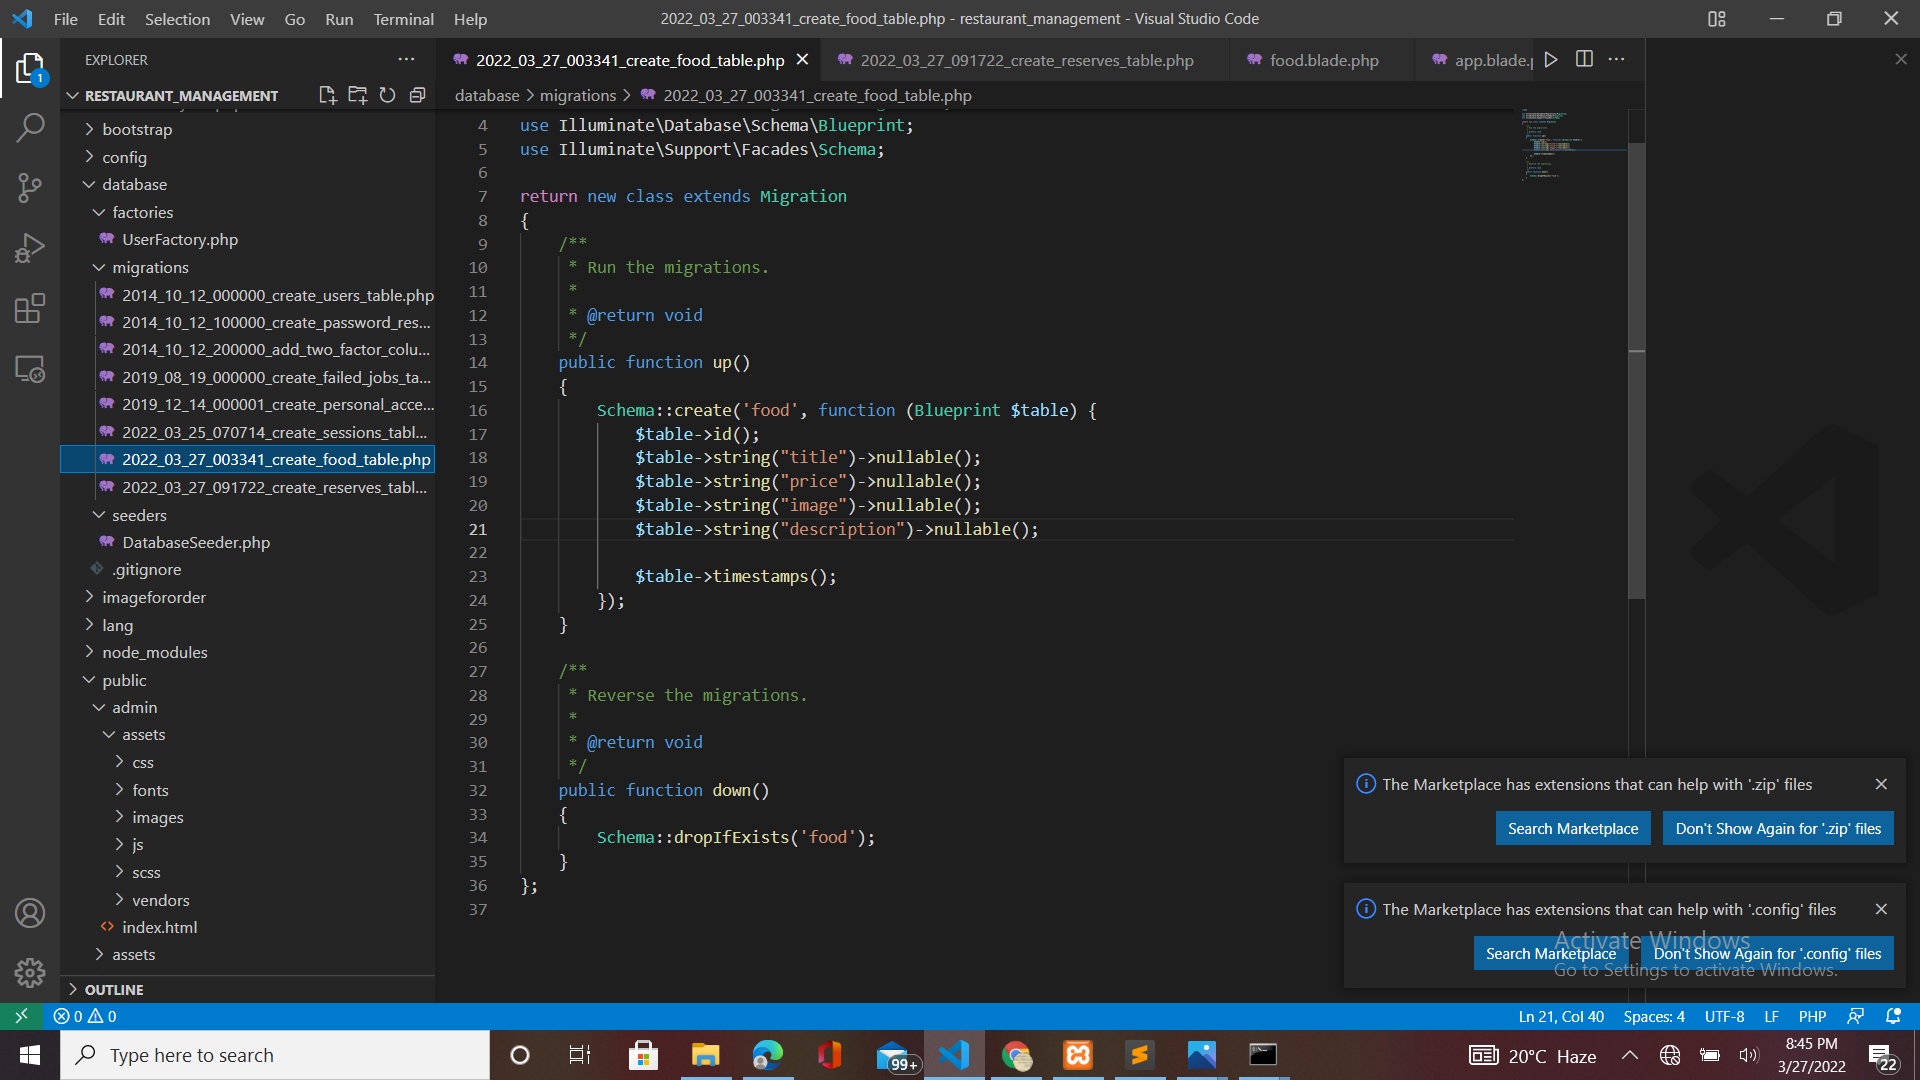 File Edit Selection View Go Run Terminal Help
2022_03_27_003341_create_food_table.php - restaurant_management - Visual Studio Code
EXPLORER
RESTAURANT_MANAGEMENT
bootstrap
config
database
factories
UserFactory.php
migrations
2014_10_12_000000_create_users_table.php
2014_10_12_100000_create_password_res...
2014_10_12_200000_add_two_factor_colu...
2019_08_19_000000_create_failed_jobs_ta...
2019_12_14_000001_create_personal_acce...
2022_03_25_070714_create_sessions_tabl...
2022_03_27_003341_create_food_table.php
2022_03_27_091722_create_reserves_tabl...
seeders
DatabaseSeeder.php
.gitignore
imagefororder
lang
node_modules
public
admin
assets
css
fonts
images
js
scss
vendors
index.html
assets
OUTLINE
2022_03_27_003341_create_food_table.php 2022_03_27_091722_create_reserves_table.php food.blade.php app.blade.p
database > migrations > 2022_03_27_003341_create_food_table.php
4 use Illuminate\Database\Schema\Blueprint;
5 use Illuminate\Support\Facades\Schema;
6
7 return new class extends Migration
8 {
9 /**
10 * Run the migrations.
11 *
12 * @return void
13 */
14 public function up()
15 {
16 Schema::create('food', function (Blueprint $table) {
17 $table->id();
18 $table->string("title")->nullable();
19 $table->string("price")->nullable();
20 $table->string("image")->nullable();
21 $table->string("description")->nullable();
22
23 $table->timestamps();
24 });
25 }
26
27 /**
28 * Reverse the migrations.
29 *
30 * @return void
31 */
32 public function down()
33 {
34 Schema::dropIfExists('food');
35 }
36 };
37
The Marketplace has extensions that can help with '.zip' files
Search Marketplace Don't Show Again for '.zip' files
The Marketplace has extensions that can help with '.config' files
Search Marketplace Don't Show Again for '.config' files
Activate Windows
Go to Settings to activate Windows.
0 0 Ln 21, Col 40 Spaces: 4 UTF-8 LF PHP
Type here to search
99+
20°C Haze
8:45 PM
3/27/2022
22
1